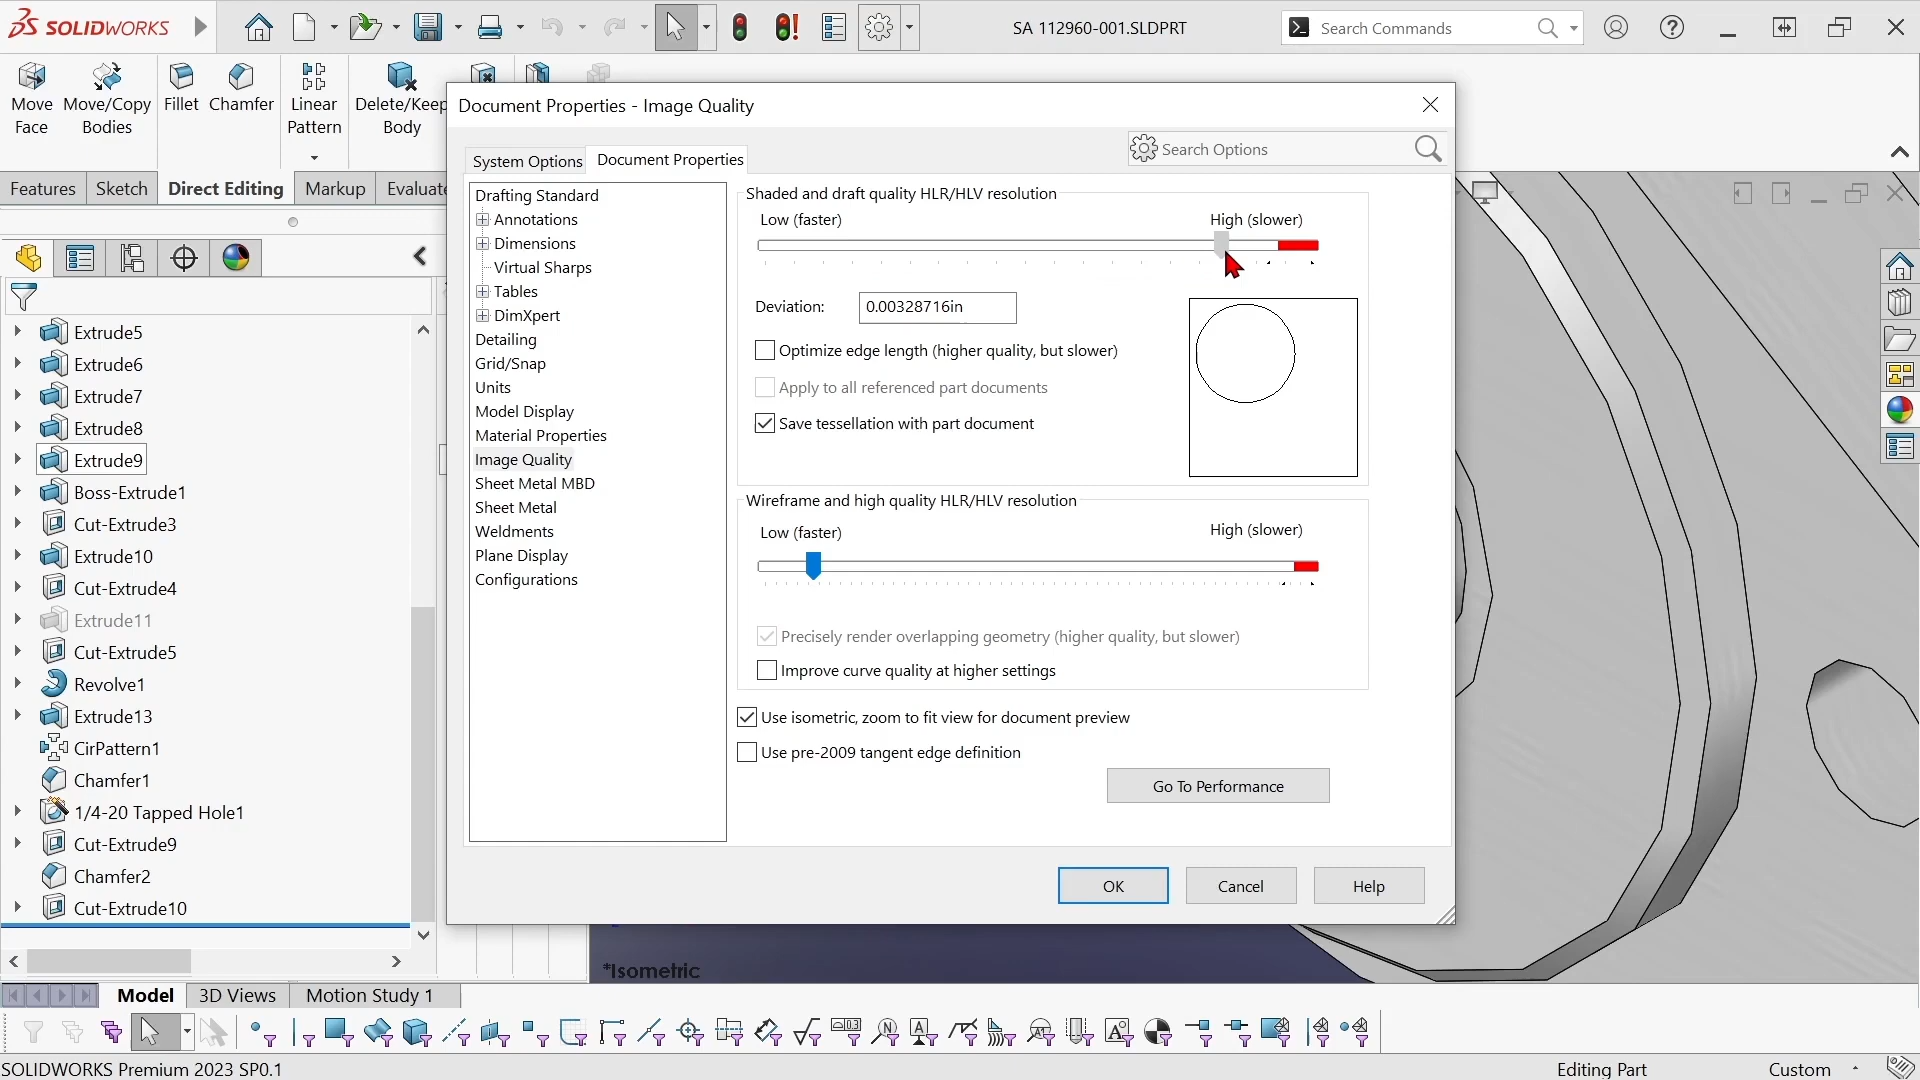 SOLIDWORKS
SA 112960-001.SLDPRT
Search Commands
Move Face
Move/Copy Bodies
Fillet
Chamfer
Linear Pattern
Delete/Keep Body
Features
Sketch
Direct Editing
Markup
Evaluate
Extrude5
Extrude6
Extrude7
Extrude8
Extrude9
Boss-Extrude1
Cut-Extrude3
Extrude10
Cut-Extrude4
Extrude11
Cut-Extrude5
Revolve1
Extrude13
CirPattern1
Chamfer1
1/4-20 Tapped Hole1
Cut-Extrude9
Chamfer2
Cut-Extrude10
Document Properties - Image Quality
System Options
Document Properties
Search Options
Drafting Standard
Annotations
Dimensions
Virtual Sharps
Tables
DimXpert
Detailing
Grid/Snap
Units
Model Display
Material Properties
Image Quality
Sheet Metal MBD
Sheet Metal
Weldments
Plane Display
Configurations
Shaded and draft quality HLR/HLV resolution
Low (faster)
High (slower)
Deviation:
0.00328716in
Optimize edge length (higher quality, but slower)
Apply to all referenced part documents
Save tessellation with part document
Wireframe and high quality HLR/HLV resolution
Low (faster)
High (slower)
Precisely render overlapping geometry (higher quality, but slower)
Improve curve quality at higher settings
Use isometric, zoom to fit view for document preview
Use pre-2009 tangent edge definition
Go To Performance
OK
Cancel
Help
*Isometric
Model
3D Views
Motion Study 1
SOLIDWORKS Premium 2023 SP0.1
Editing Part
Custom